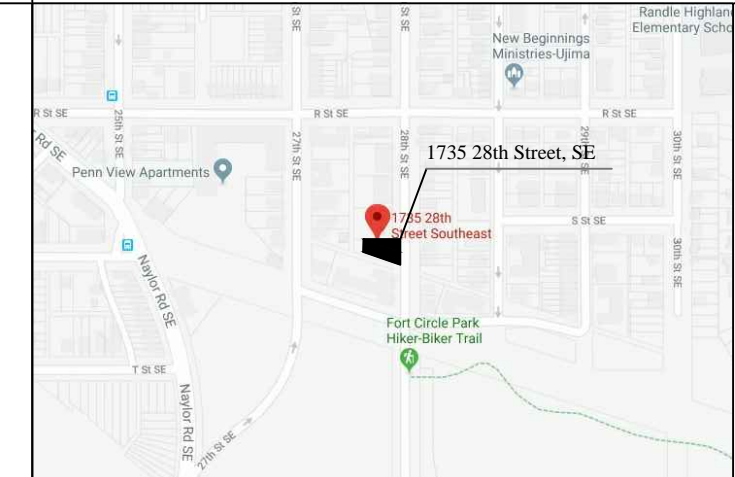 St SE
St SE
Randle Highlan
Elementary Scho
New Beginnings
Ministries-Ujima
R St SE
R St SE
R St SE
25th St SE
27th St SE
28th St SE
29th
SE
30th St SE
Rd SE
1735 28th Street, SE
Penn View Apartments
1735 28th
Street Southeast
S St SE
30th St SE
Naylor Rd SE
Fort Circle Park
Hiker-Biker Trail
T St SE
Naylor Rd SE
27th St SE